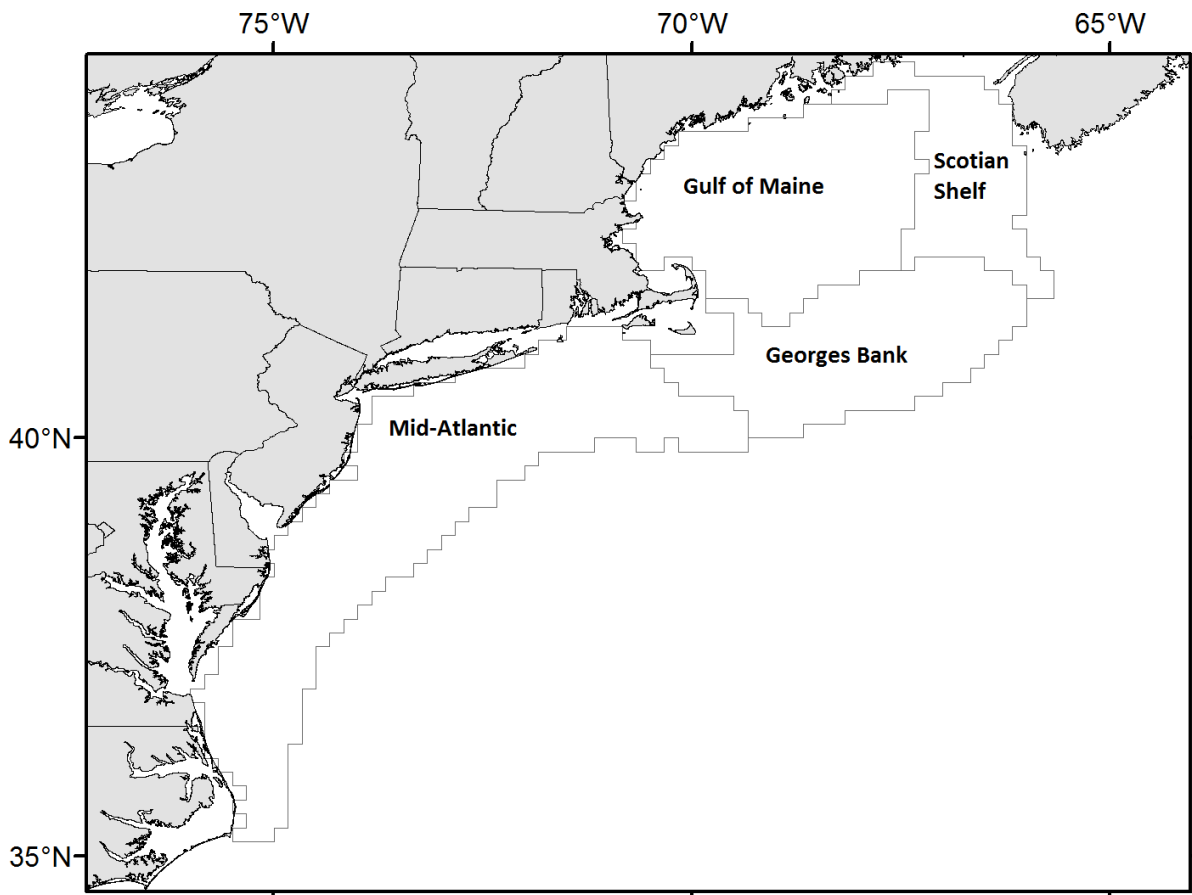 75°W 70°W 65°W
Gulf of Maine
Scotian
Shelf
Georges Bank
Mid-Atlantic
40°N
35°N